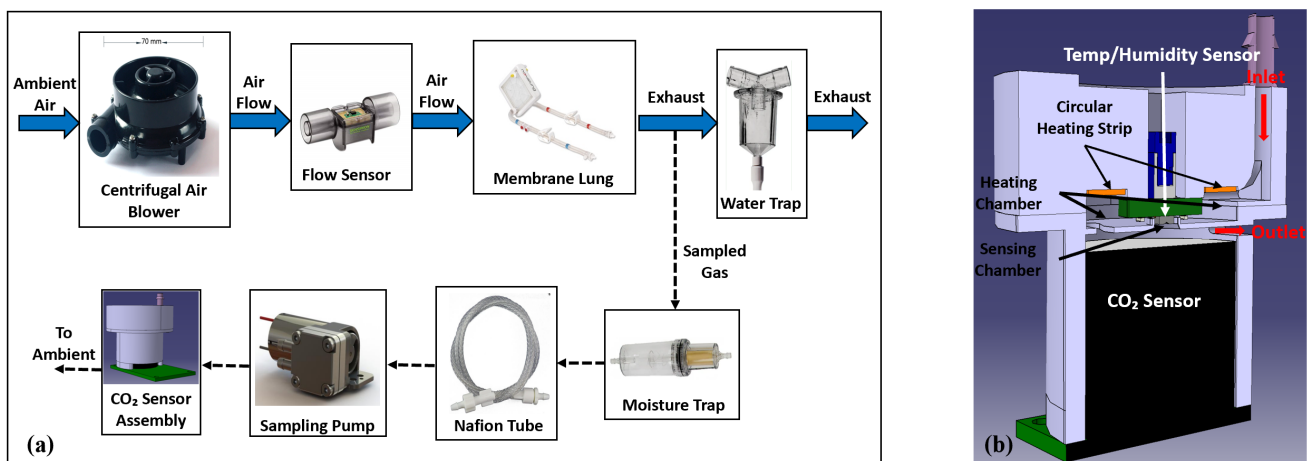 70 mm
Ambient
Air
Air
Flow
Air
Flow
Exhaust
Exhaust
Centrifugal Air
Blower
Flow Sensor
Membrane Lung
Water Trap
Sampled
Gas
To
Ambient
CO₂ Sensor
Assembly
Sampling Pump
Nafion Tube
Moisture Trap
(a)
Temp/Humidity Sensor
Inlet
Circular
Heating Strip
Heating
Chamber
Outlet
Sensing
Chamber
CO₂ Sensor
(b)